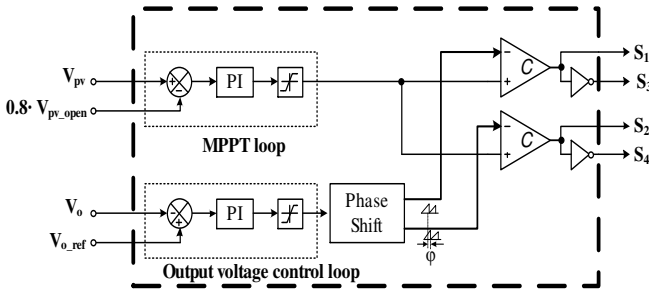 V_pv
0.8· V_pv_open
+
−
PI
MPPT loop
−
+
C
S_1
S_3
−
+
C
S_2
S_4
V_o
V_o_ref
−
+
PI
Phase
Shift
φ
Output voltage control loop